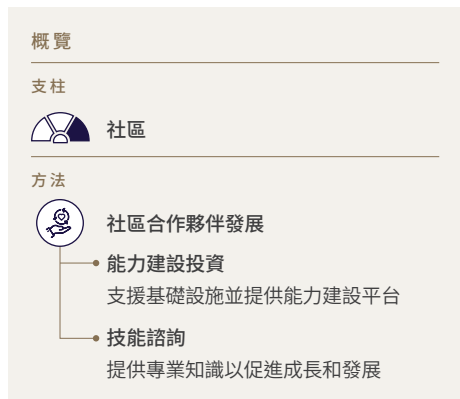 概覽
支柱
社區
方法
社區合作夥伴發展
能力建設投資
支援基礎設施並提供能力建設平台
技能諮詢
提供專業知識以促進成長和發展